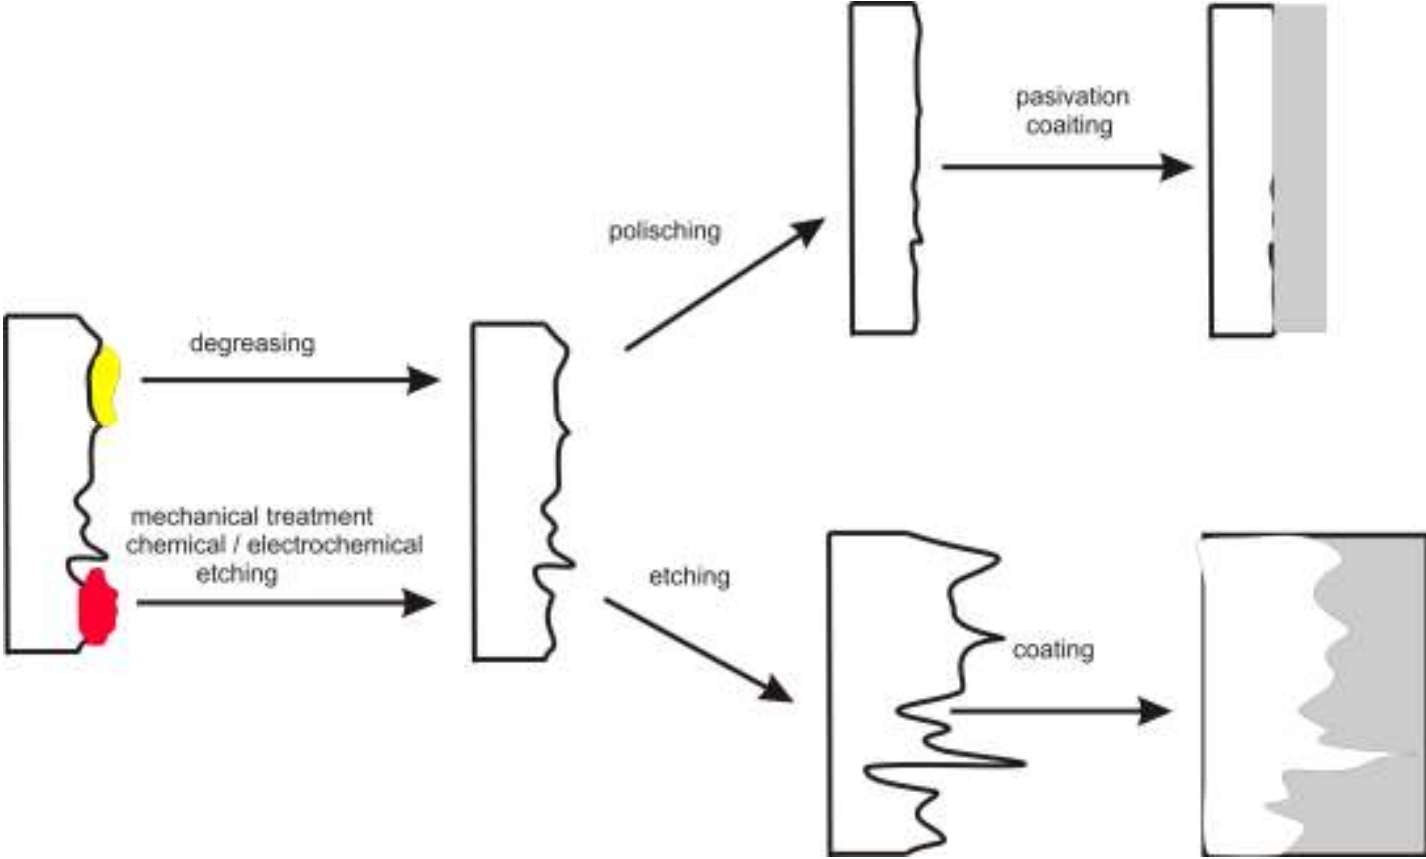 pasivation
coaiting
polisching
degreasing
mechanical treatment
chemical / electrochemical
etching
etching
coating